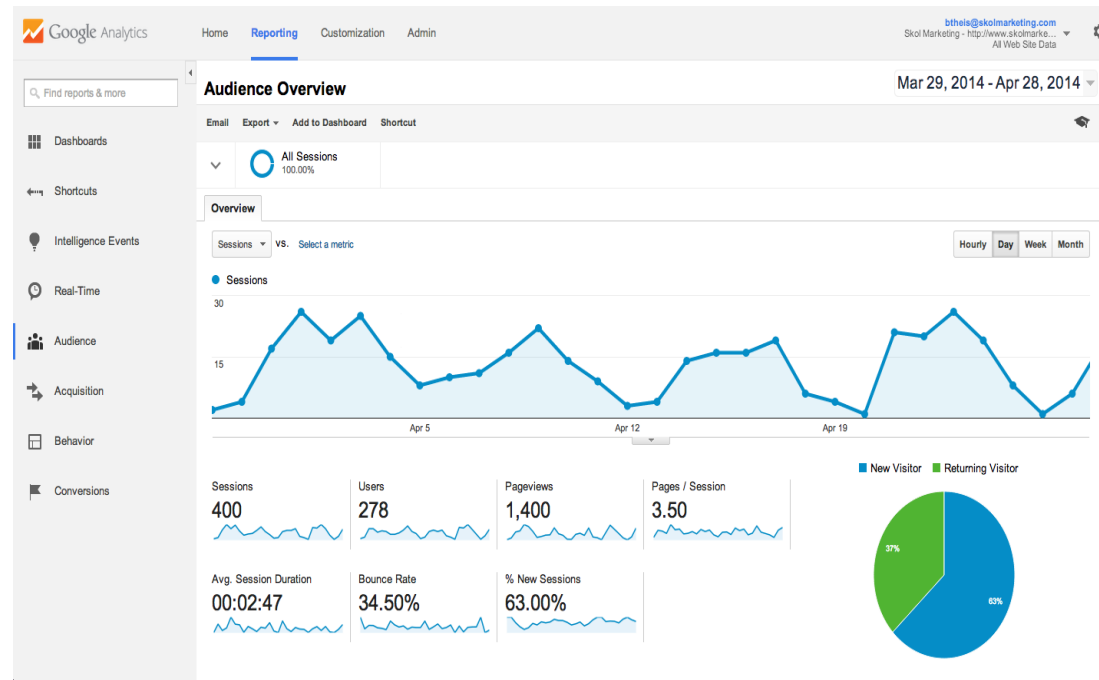 Google Analytics
Home Reporting Customization Admin
btheis@skolmarketing.com
Skol Marketing - http://www.skolmarke...
All Web Site Data
Find reports & more
Dashboards
Shortcuts
Intelligence Events
Real-Time
Audience
Acquisition
Behavior
Conversions
Audience Overview
Mar 29, 2014 - Apr 28, 2014
Email Export Add to Dashboard Shortcut
All Sessions
100.00%
Overview
Sessions VS. Select a metric
Hourly Day Week Month
Sessions
30
15
Apr 5 Apr 12 Apr 19
New Visitor Returning Visitor
Sessions Users Pageviews Pages / Session
400 278 1,400 3.50
37%
63%
Avg. Session Duration Bounce Rate % New Sessions
00:02:47 34.50% 63.00%